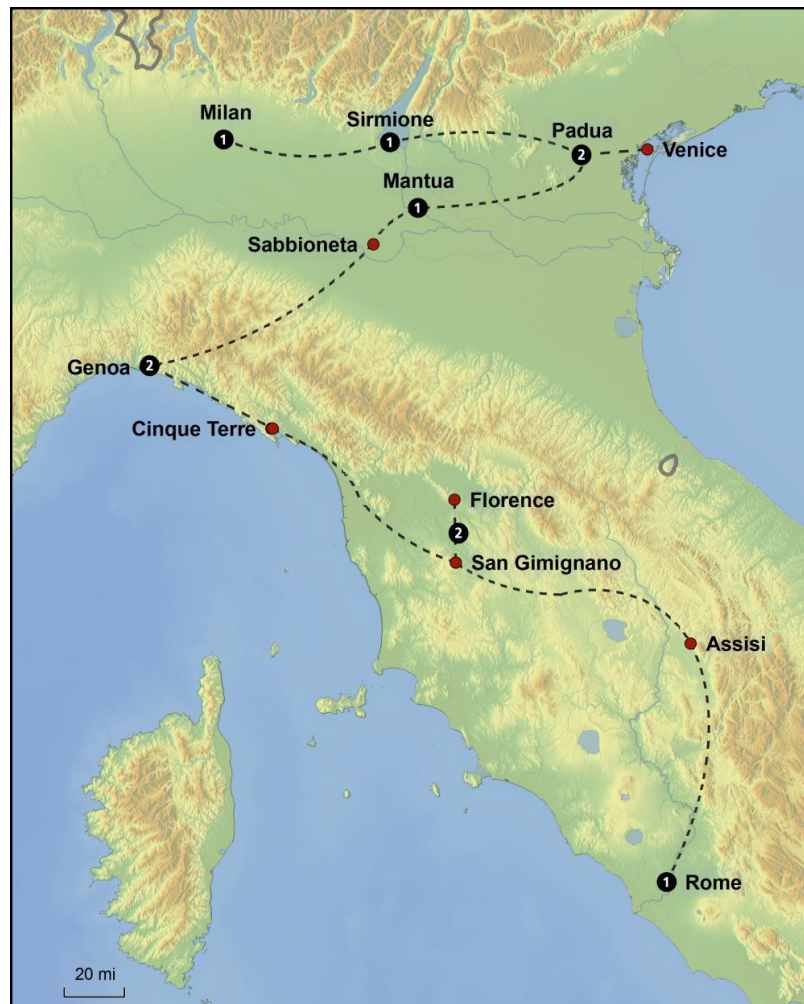 Milan
1
Sirmione
1
Padua
2
Venice
Mantua
1
Sabbioneta
Genoa
2
Cinque Terre
Florence
2
San Gimignano
Assisi
1
Rome
20 mi